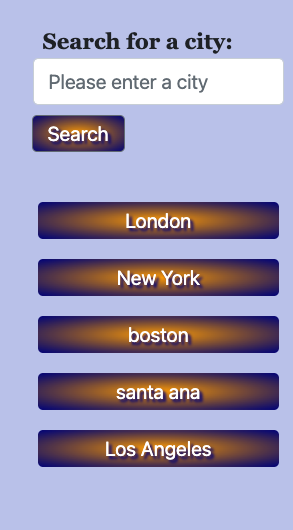 Search for a city:
Please enter a city
Search
London
New York
boston
santa ana
Los Angeles